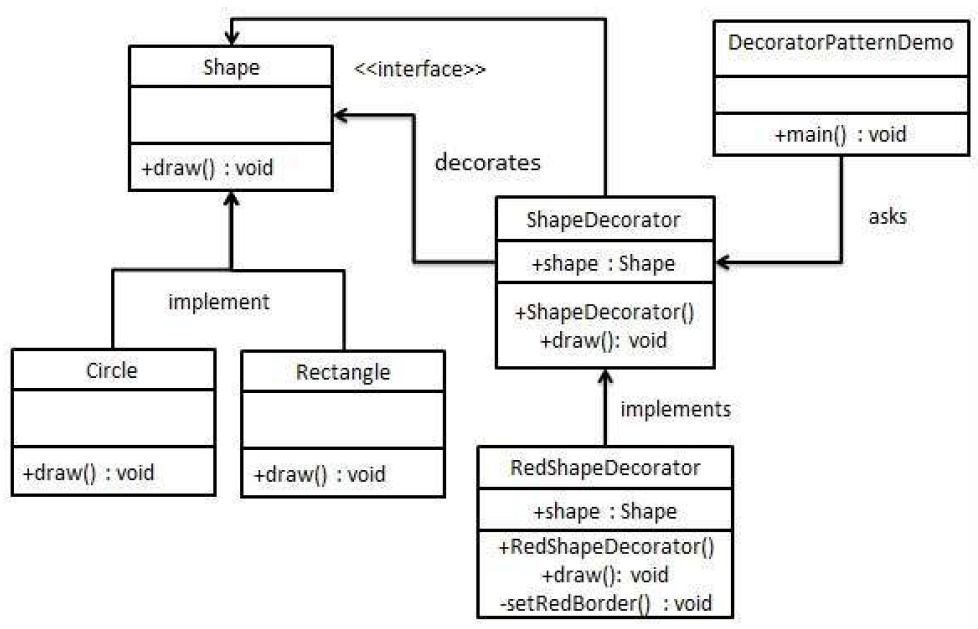 Shape
<<interface>>
+draw() : void
DecoratorPatternDemo
+main() : void
decorates
asks
ShapeDecorator
+shape : Shape
+ShapeDecorator()
+draw(): void
implement
Circle
+draw() : void
Rectangle
+draw() : void
implements
RedShapeDecorator
+shape : Shape
+RedShapeDecorator()
+draw(): void
-setRedBorder() : void